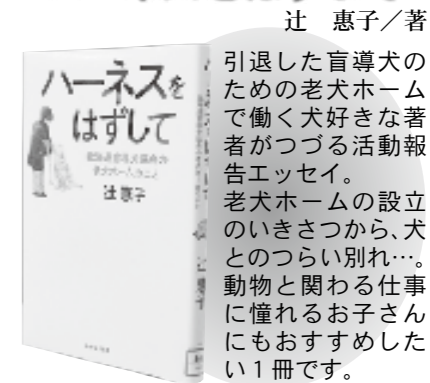 辻　惠子／著
ハーネスを
はずして
辻 惠子
引退した盲導犬の
ための老犬ホーム
で働く犬好きな著
者がつづる活動報
告エッセイ。
老犬ホームの設立
のいきさつから、犬
とのつらい別れ…。
動物と関わる仕事
に憧れるお子さん
にもおすすめした
い１冊です。